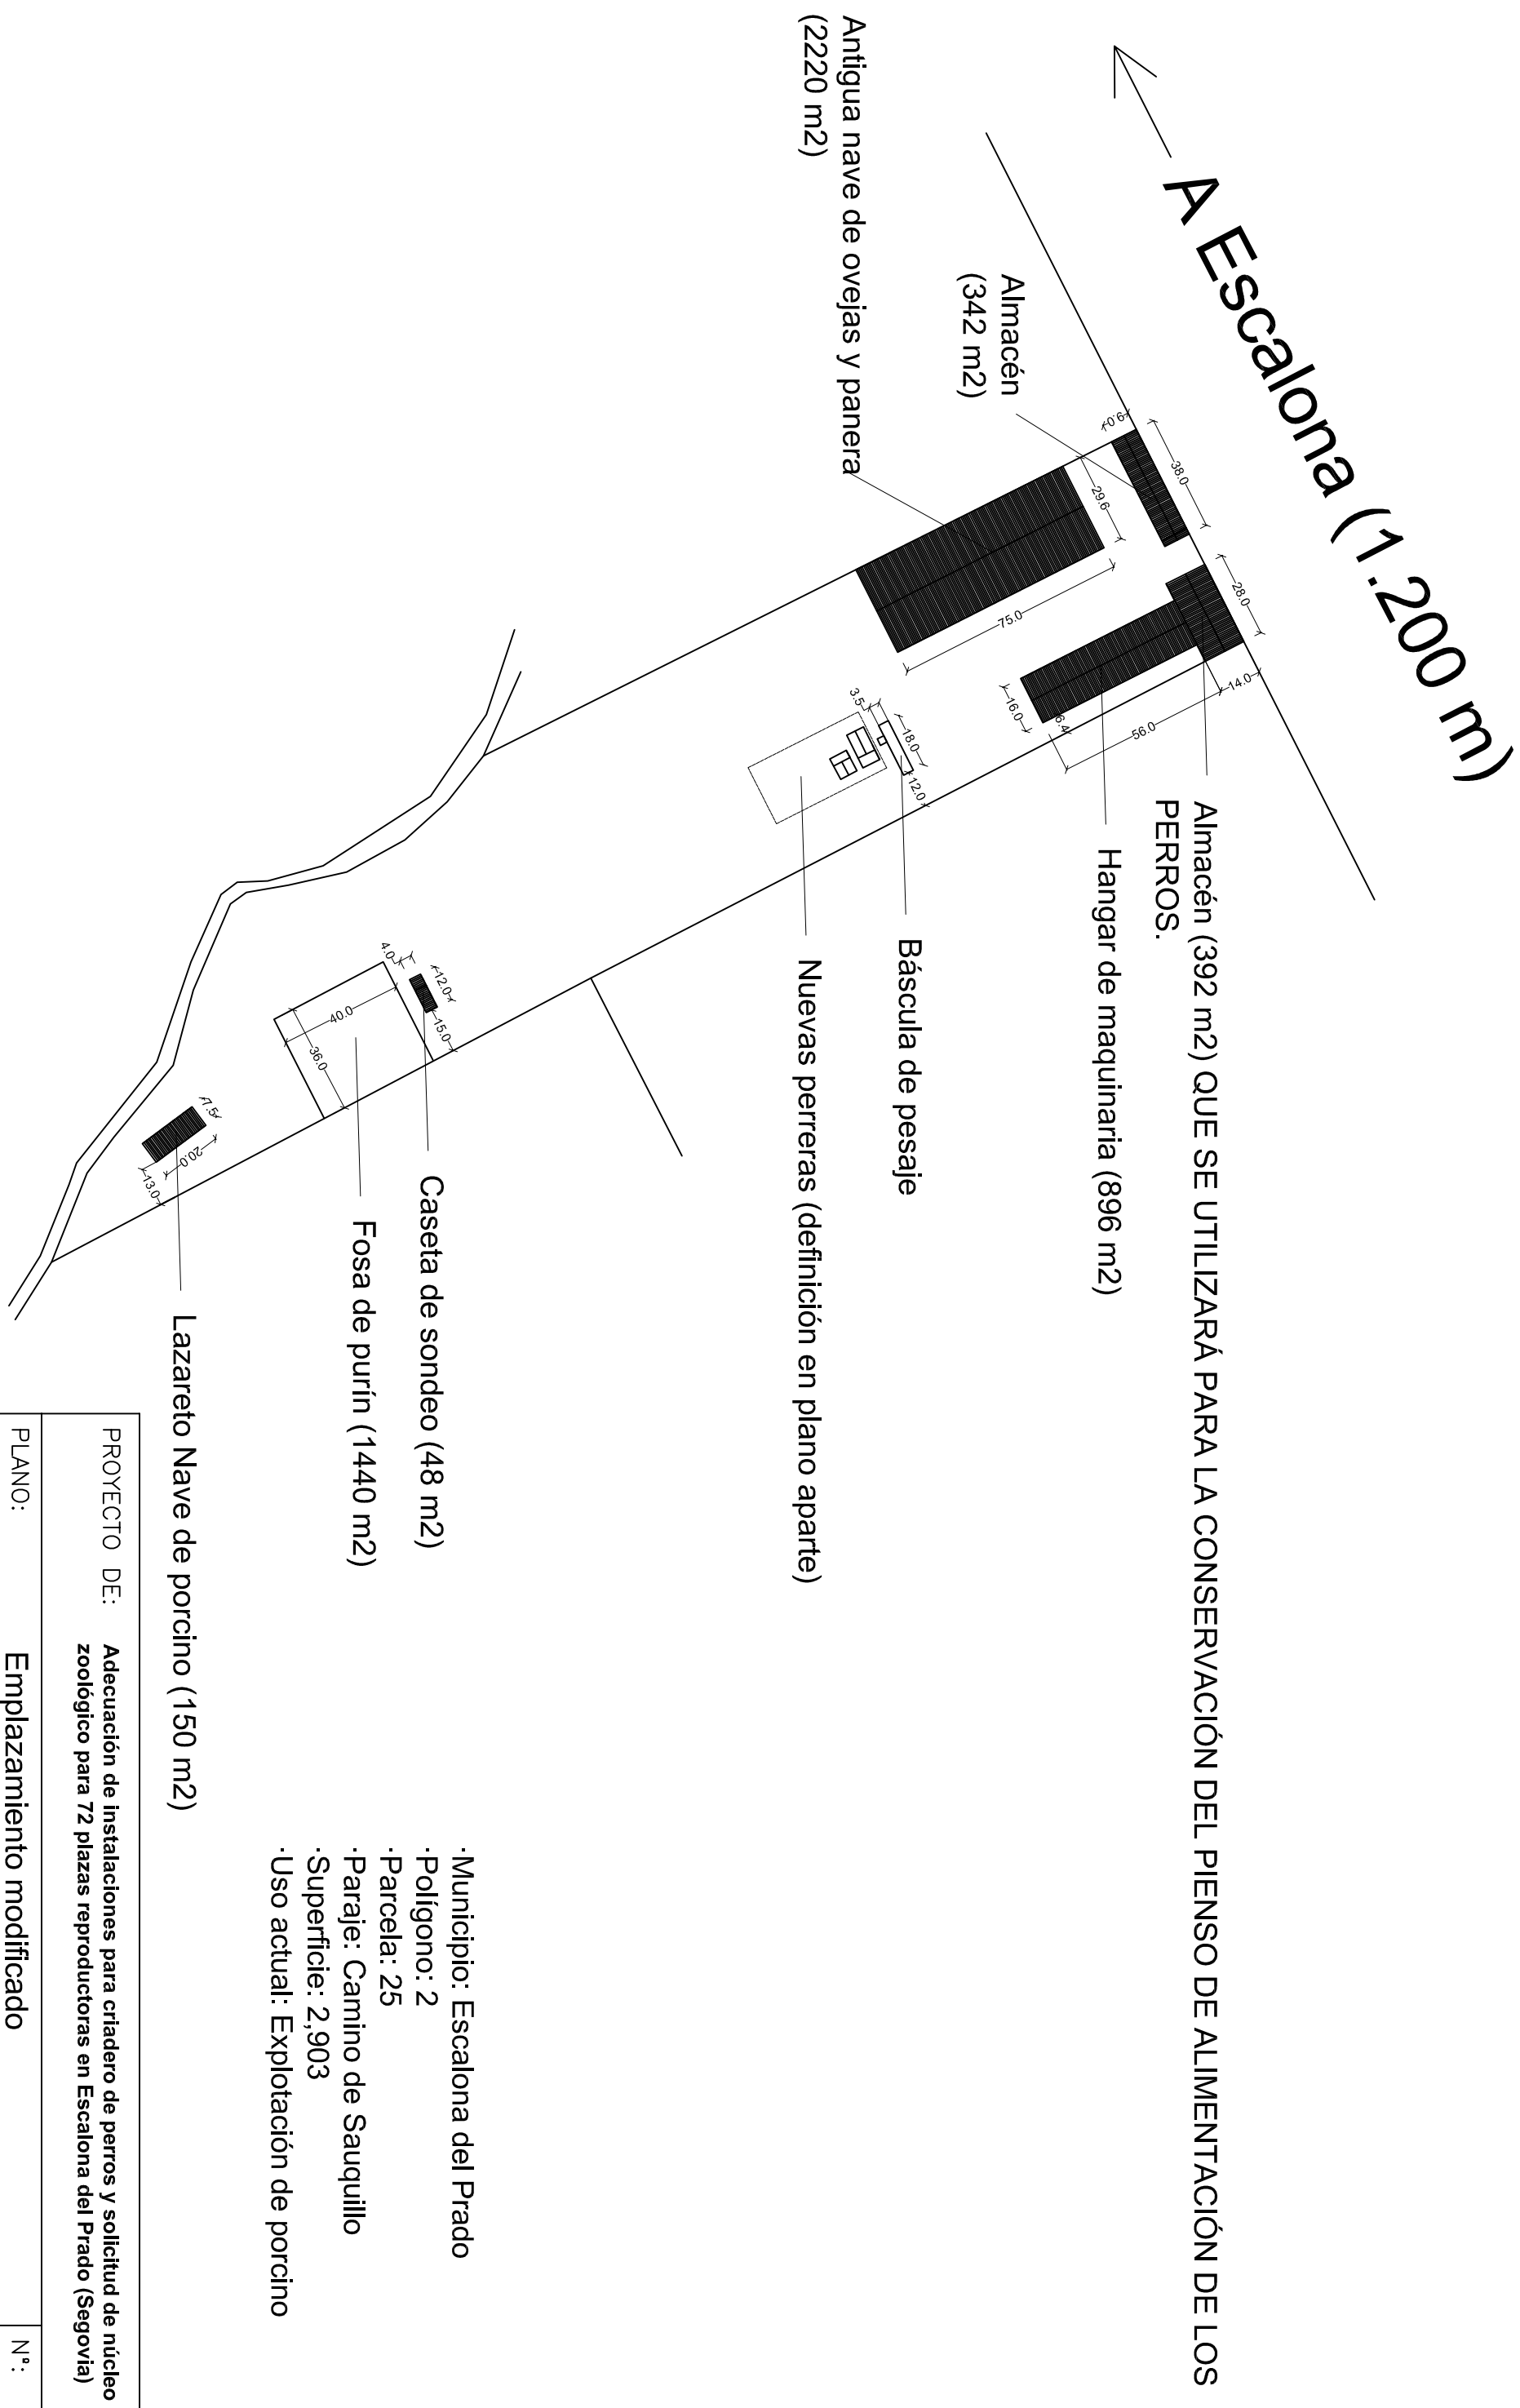 A Escalona (1.200 m)
Antigua nave de ovejas y panera
(2220 m2)
Almacén
(342 m2)
9.0
38.0
29.6
28.0
14.0
75.0
16.0
6.4
56.0
Almacén (392 m2) QUE SE UTILIZARÁ PARA LA CONSERVACIÓN DEL PIENSO DE ALIMENTACIÓN DE LOS
PERROS.
Hangar de maquinaria (896 m2)
3.5
18.0
12.0
Báscula de pesaje
Nuevas perreras (definición en plano aparte)
4.0
12.0
15.0
40.0
36.0
Caseta de sondeo (48 m2)
Fosa de purín (1440 m2)
7.5
20.0
13.0
Lazareto Nave de porcino (150 m2)
·Municipio: Escalona del Prado
·Polígono: 2
·Parcela: 25
·Paraje: Camino de Sauquillo
·Superficie: 2,903
·Uso actual: Explotación de porcino
PROYECTO DE: Adecuación de instalaciones para criadero de perros y solicitud de núcleo
zoológico para 72 plazas reproductoras en Escalona del Prado (Segovia)
PLANO: Emplazamiento modificado Nº: